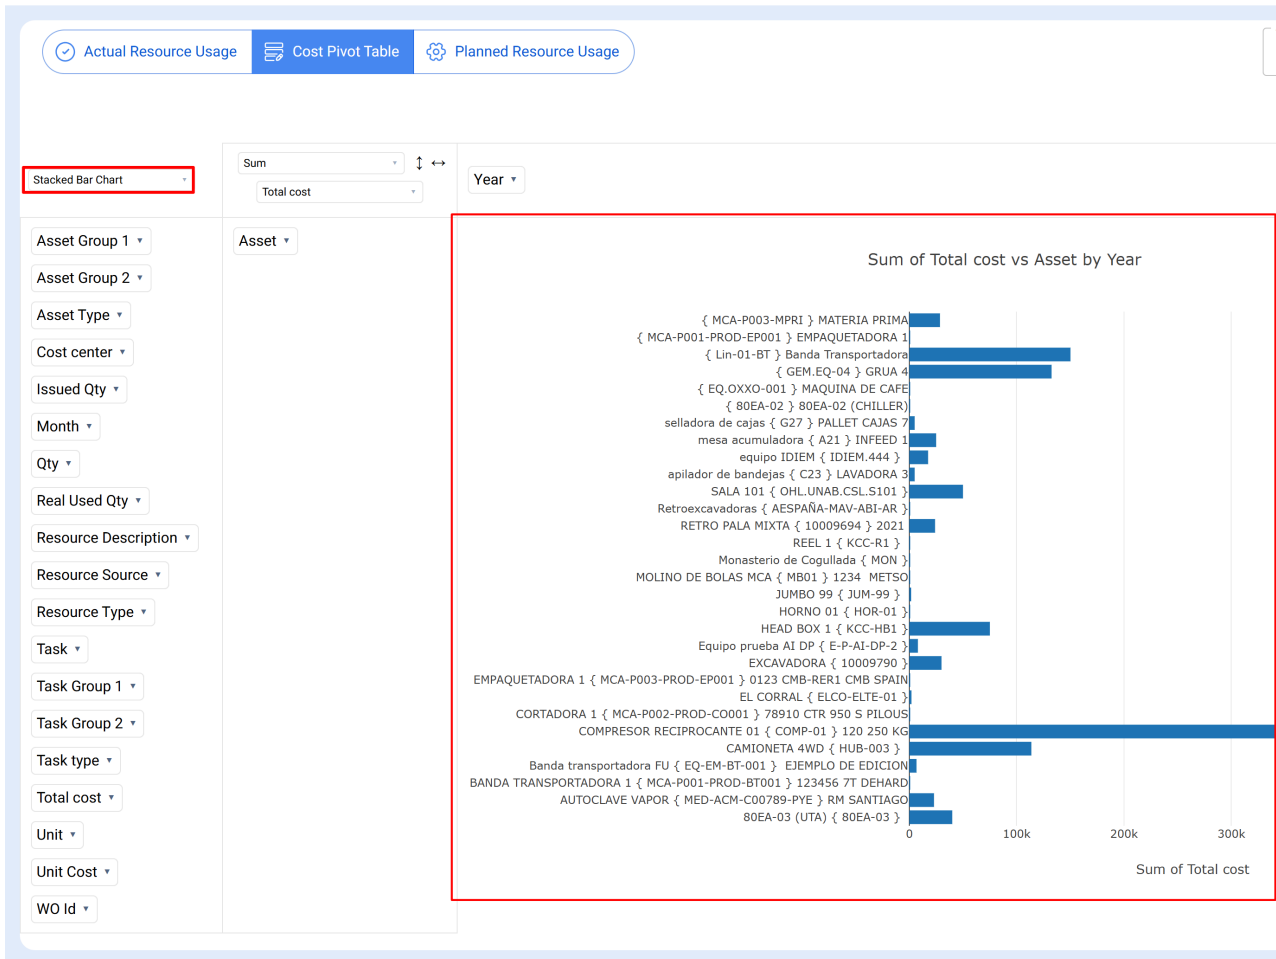 Actual Resource Usage
Cost Pivot Table
Planned Resource Usage
Stacked Bar Chart
Sum
Total cost
Year
Asset Group 1
Asset Group 2
Asset Type
Cost center
Issued Qty
Month
Qty
Real Used Qty
Resource Description
Resource Source
Resource Type
Task
Task Group 1
Task Group 2
Task type
Total cost
Unit
Unit Cost
WO Id
Asset
Sum of Total cost vs Asset by Year
{ MCA-P003-MPRI } MATERIA PRIMA
{ MCA-P001-PROD-EP001 } EMPAQUETADORA 1
{ Lin-01-BT } Banda Transportadora
{ GEM.EQ-04 } GRUA 4
{ EQ.OXXO-001 } MAQUINA DE CAFE
{ 80EA-02 } 80EA-02 (CHILLER)
selladora de cajas { G27 } PALLET CAJAS 7
mesa acumuladora { A21 } INFEED 1
equipo IDIEM { IDIEM.444 }
apilador de bandejas { C23 } LAVADORA 3
SALA 101 { OHL.UNAB.CSL.S101 }
Retroexcavadoras { AESPAÑA-MAV-ABI-AR }
RETRO PALA MIXTA { 10009694 } 2021
REEL 1 { KCC-R1 }
Monasterio de Cogullada { MON }
MOLINO DE BOLAS MCA { MB01 } 1234 METSO
JUMBO 99 { JUM-99 }
HORNO 01 { HOR-01 }
HEAD BOX 1 { KCC-HB1 }
Equipo prueba AI DP { E-P-AI-DP-2 }
EXCAVADORA { 10009790 }
EMPAQUETADORA 1 { MCA-P003-PROD-EP001 } 0123 CMB-RER1 CMB SPAIN
EL CORRAL { ELCO-ELTE-01 }
CORTADORA 1 { MCA-P002-PROD-CO001 } 78910 CTR 950 S PILOUS
COMPRESOR RECIPROCANTE 01 { COMP-01 } 120 250 KG
CAMIONETA 4WD { HUB-003 }
Banda transportadora FU { EQ-EM-BT-001 } EJEMPLO DE EDICION
BANDA TRANSPORTADORA 1 { MCA-P001-PROD-BT001 } 123456 7T DEHARD
AUTOCLAVE VAPOR { MED-ACM-C00789-PYE } RM SANTIAGO
80EA-03 (UTA) { 80EA-03 }
0 100k 200k 300k
Sum of Total cost